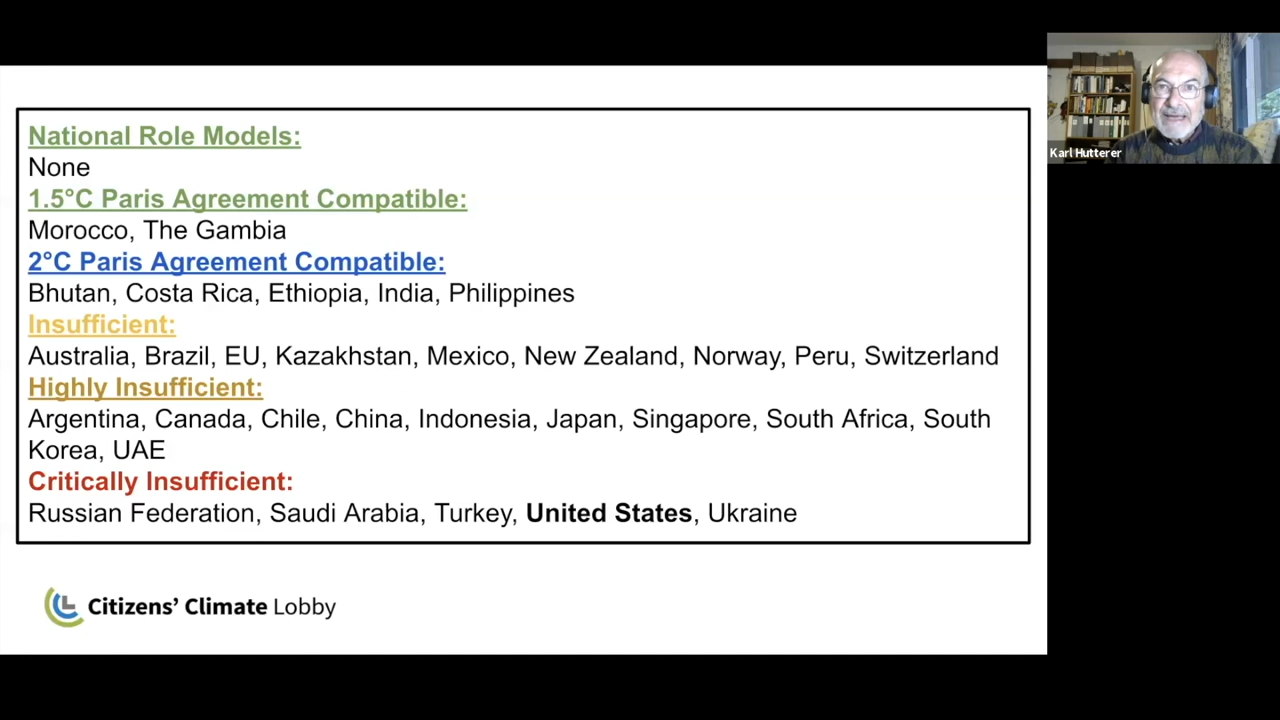 National Role Models:
None
1.5°C Paris Agreement Compatible:
Morocco, The Gambia
2°C Paris Agreement Compatible:
Bhutan, Costa Rica, Ethiopia, India, Philippines
Insufficient:
Australia, Brazil, EU, Kazakhstan, Mexico, New Zealand, Norway, Peru, Switzerland
Highly Insufficient:
Argentina, Canada, Chile, China, Indonesia, Japan, Singapore, South Africa, South
Korea, UAE
Critically Insufficient:
Russian Federation, Saudi Arabia, Turkey, United States, Ukraine
Citizens’ Climate Lobby
Karl Hutterer